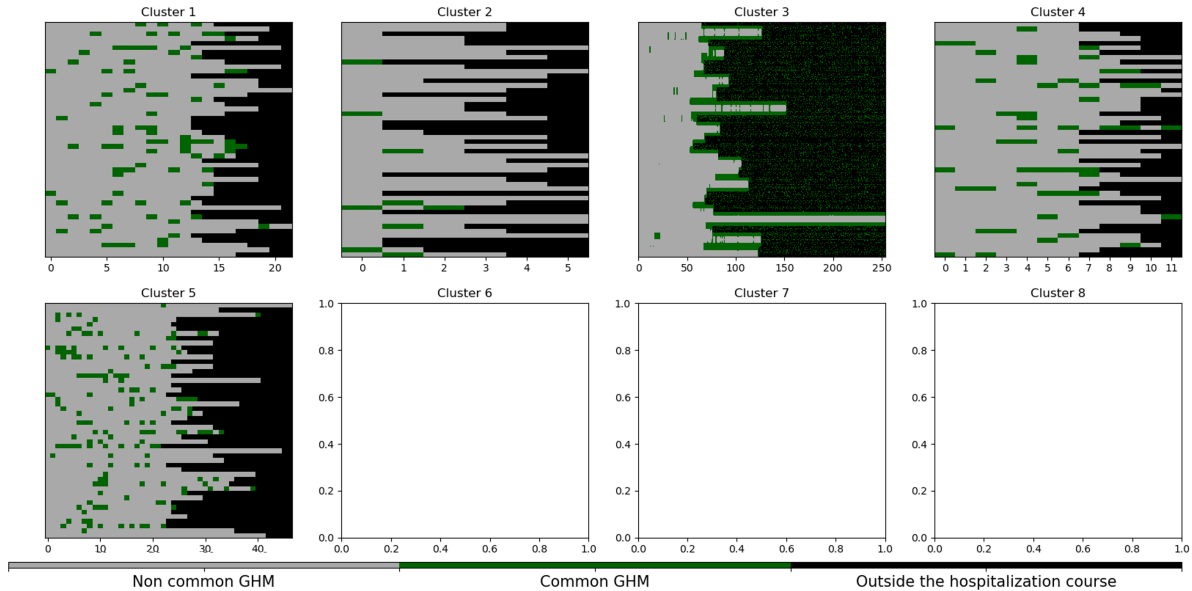 Cluster 1
Cluster 2
Cluster 3
Cluster 4
0 5 10 15 20
0 1 2 3 4 5
0 50 100 150 200 250
0 1 2 3 4 5 6 7 8 9 10 11
Cluster 5
Cluster 6
Cluster 7
Cluster 8
1.0
0.8
0.6
0.4
0.2
0.0
1.0
0.8
0.6
0.4
0.2
0.0
1.0
0.8
0.6
0.4
0.2
0.0
0 10 20 30 40
0.0 0.2 0.4 0.6 0.8 1.0
0.0 0.2 0.4 0.6 0.8 1.0
0.0 0.2 0.4 0.6 0.8 1.0
Non common GHM
Common GHM
Outside the hospitalization course